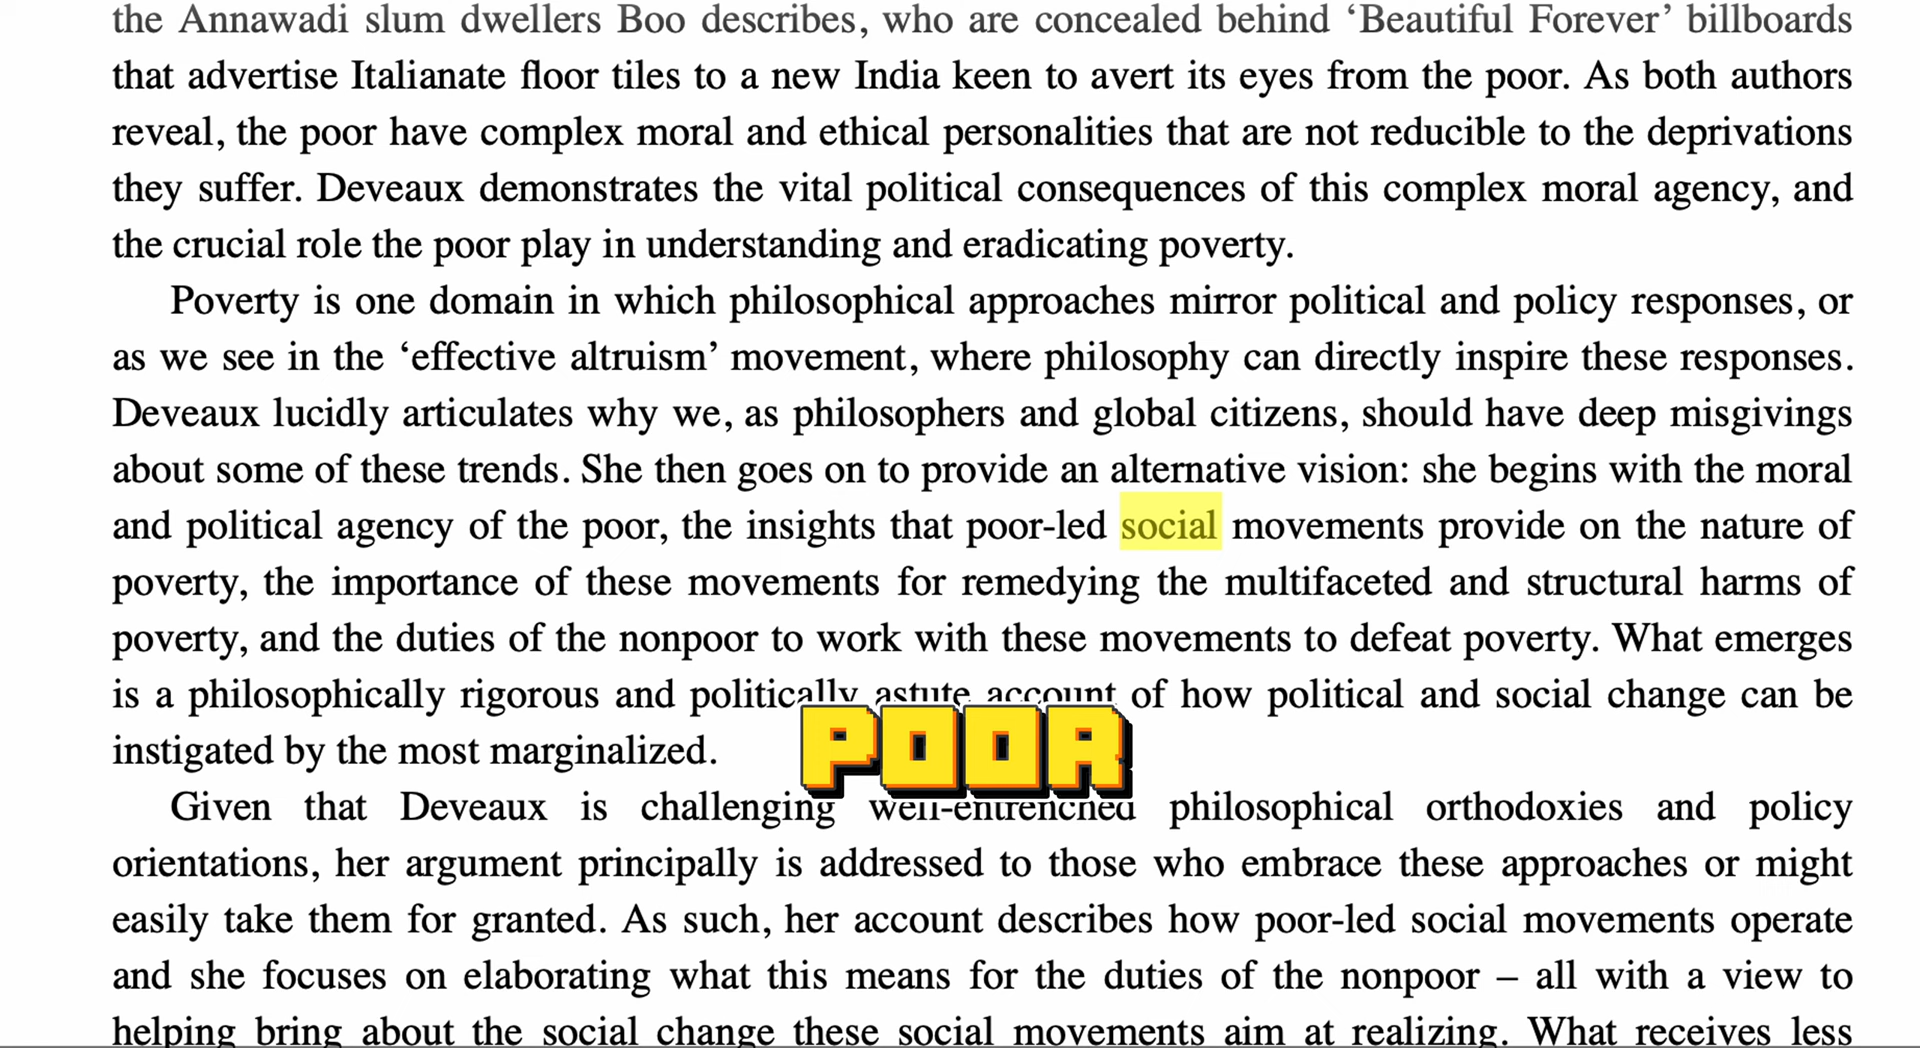 the Annawadi slum dwellers Boo describes, who are concealed behind ‘Beautiful Forever’ billboards
that advertise Italianate floor tiles to a new India keen to avert its eyes from the poor. As both authors
reveal, the poor have complex moral and ethical personalities that are not reducible to the deprivations
they suffer. Deveaux demonstrates the vital political consequences of this complex moral agency, and
the crucial role the poor play in understanding and eradicating poverty.
Poverty is one domain in which philosophical approaches mirror political and policy responses, or
as we see in the ‘effective altruism’ movement, where philosophy can directly inspire these responses.
Deveaux lucidly articulates why we, as philosophers and global citizens, should have deep misgivings
about some of these trends. She then goes on to provide an alternative vision: she begins with the moral
and political agency of the poor, the insights that poor-led social movements provide on the nature of
poverty, the importance of these movements for remedying the multifaceted and structural harms of
poverty, and the duties of the nonpoor to work with these movements to defeat poverty. What emerges
is a philosophically rigorous and politically astute account of how political and social change can be
instigated by the most marginalized.
POOR
Given that Deveaux is challenging well-entrenched philosophical orthodoxies and policy
orientations, her argument principally is addressed to those who embrace these approaches or might
easily take them for granted. As such, her account describes how poor-led social movements operate
and she focuses on elaborating what this means for the duties of the nonpoor – all with a view to
helping bring about the social change these social movements aim at realizing. What receives less